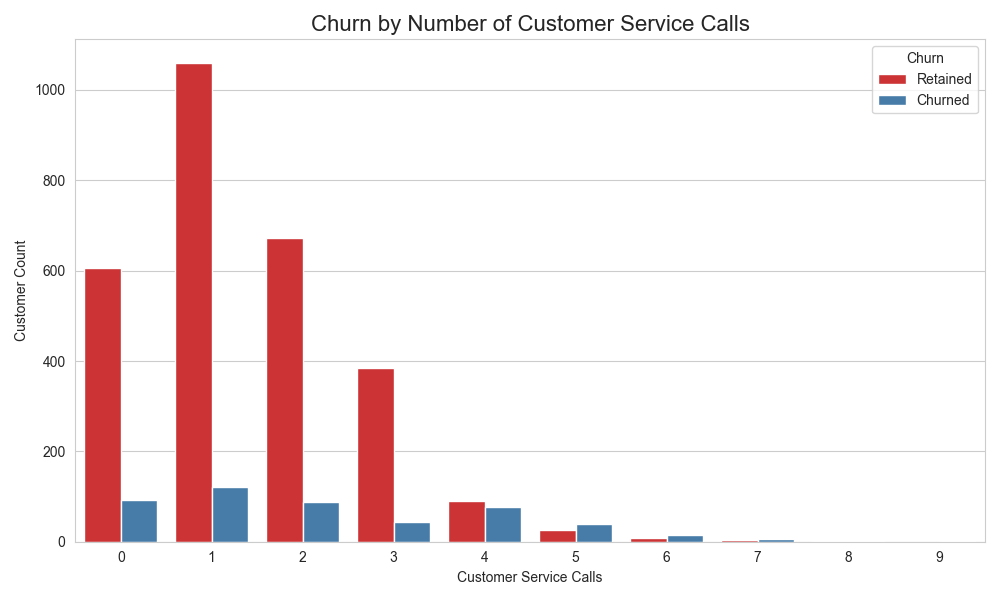 Churn by Number of Customer Service Calls
Churn
Retained
Churned
Customer Count
1000
800
600
400
200
0
0 1 2 3 4 5 6 7 8 9
Customer Service Calls